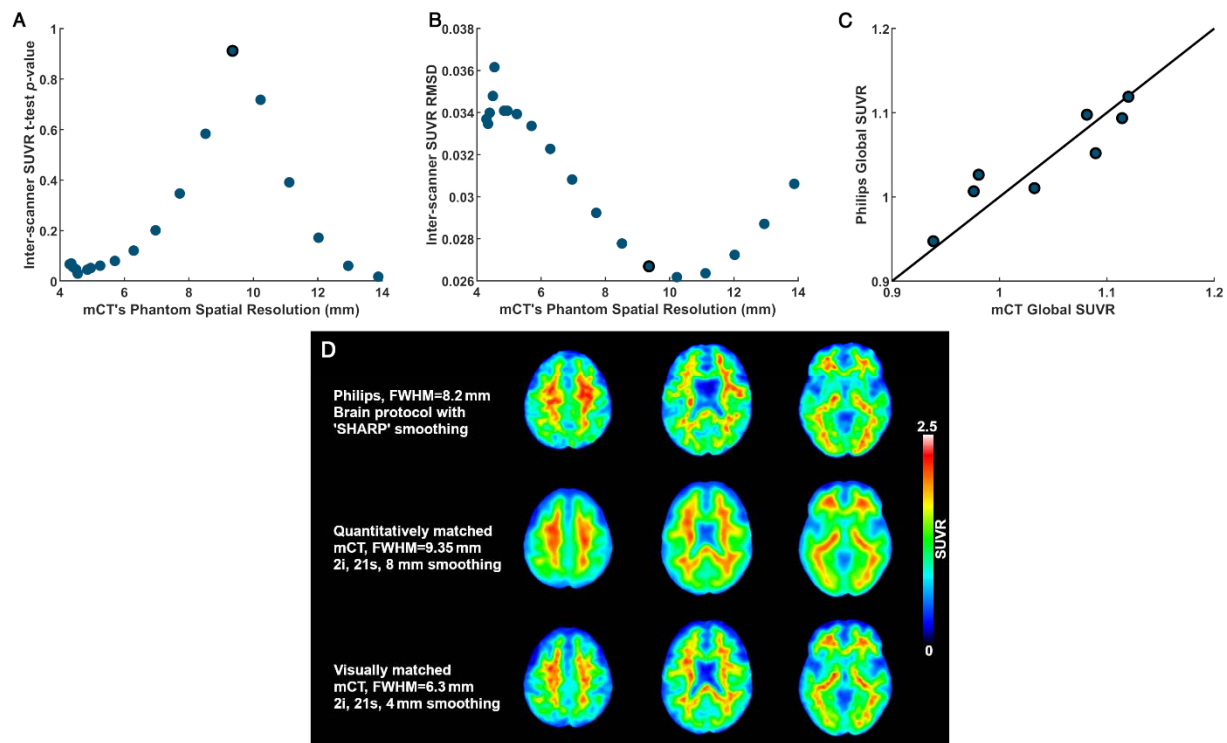 A
Inter-scanner SUVR t-test p-value
1
0.8
0.6
0.4
0.2
0
4 6 8 10 12 14
mCT's Phantom Spatial Resolution (mm)
B
Inter-scanner SUVR RMSD
0.038
0.036
0.034
0.032
0.03
0.028
0.026
4 6 8 10 12 14
mCT's Phantom Spatial Resolution (mm)
C
Philips Global SUVR
1.2
1.1
1
0.9
0.9 1 1.1 1.2
mCT Global SUVR
D
Philips, FWHM=8.2 mm
Brain protocol with
'SHARP' smoothing
Quantitatively matched
mCT, FWHM=9.35 mm
2i, 21s, 8 mm smoothing
Visually matched
mCT, FWHM=6.3 mm
2i, 21s, 4 mm smoothing
2.5
SUVR
0